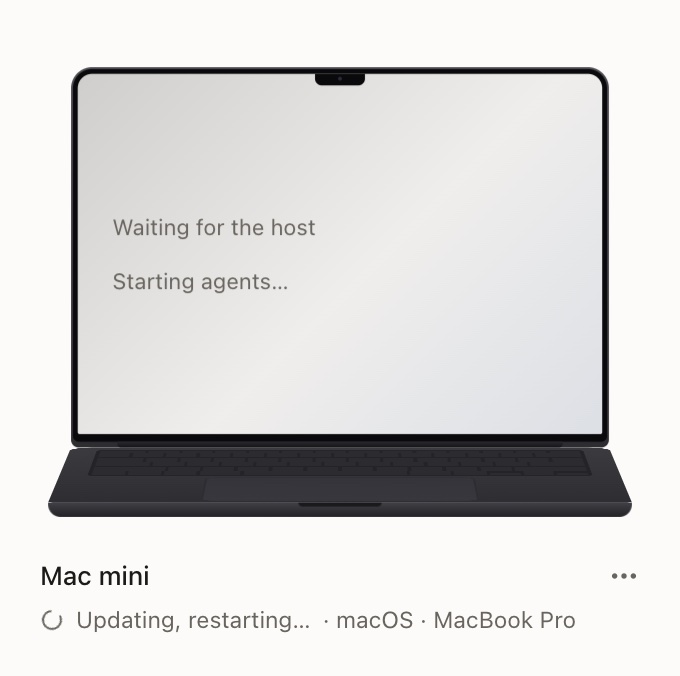 Waiting for the host
Starting agents...
Mac mini
Updating, restarting... · macOS · MacBook Pro